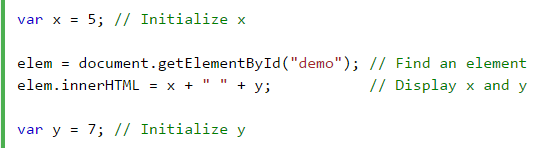 var x = 5; // Initialize x
elem = document.getElementById("demo"); // Find an element
elem.innerHTML = x + " " + y;           // Display x and y
var y = 7; // Initialize y